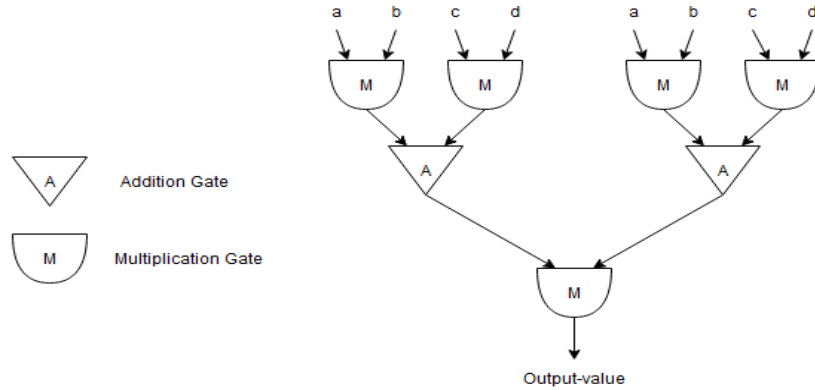 a b c d a b c d
M M M M
A A
A Addition Gate
M Multiplication Gate
M
Output-value